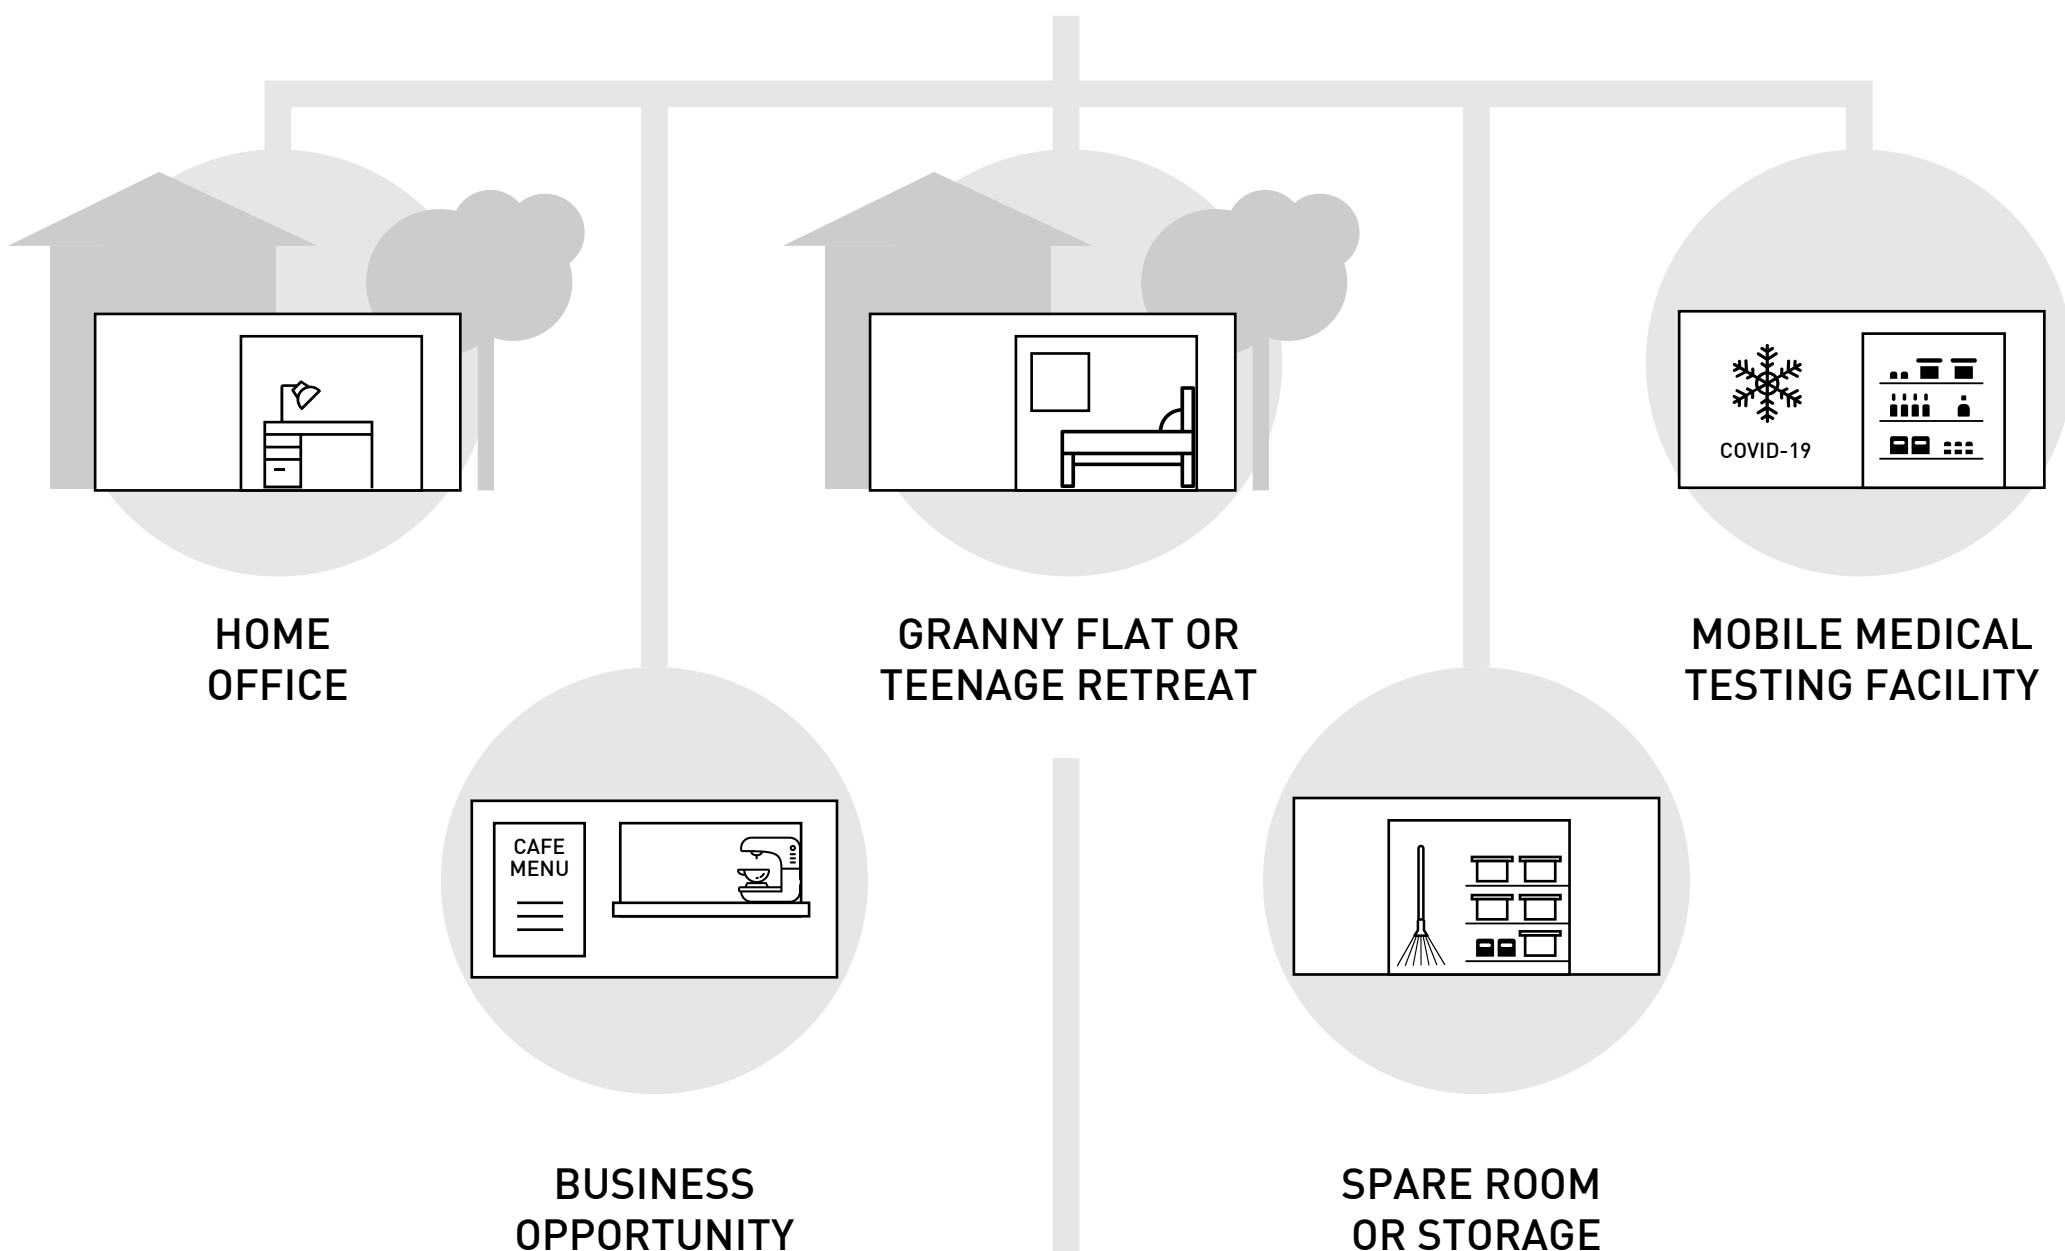 COVID-19
HOME
OFFICE
GRANNY FLAT OR
TEENAGE RETREAT
MOBILE MEDICAL
TESTING FACILITY
CAFE
MENU
BUSINESS
OPPORTUNITY
SPARE ROOM
OR STORAGE